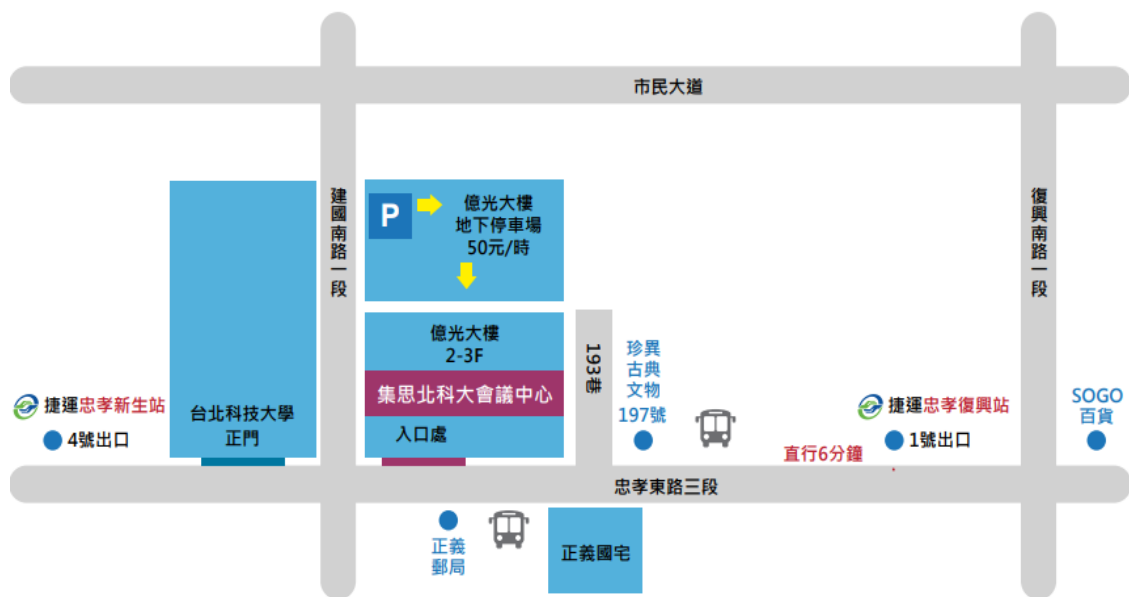 市民大道
建國南路一段
復興南路一段
P
億光大樓
地下停車場
50元/時
億光大樓
2-3F
集思北科大會議中心
入口處
193巷
珍異
古典
文物
197號
捷運忠孝新生站
4號出口
台北科技大學
正門
捷運忠孝復興站
1號出口
直行6分鐘
SOGO
百貨
忠孝東路三段
正義
郵局
正義國宅